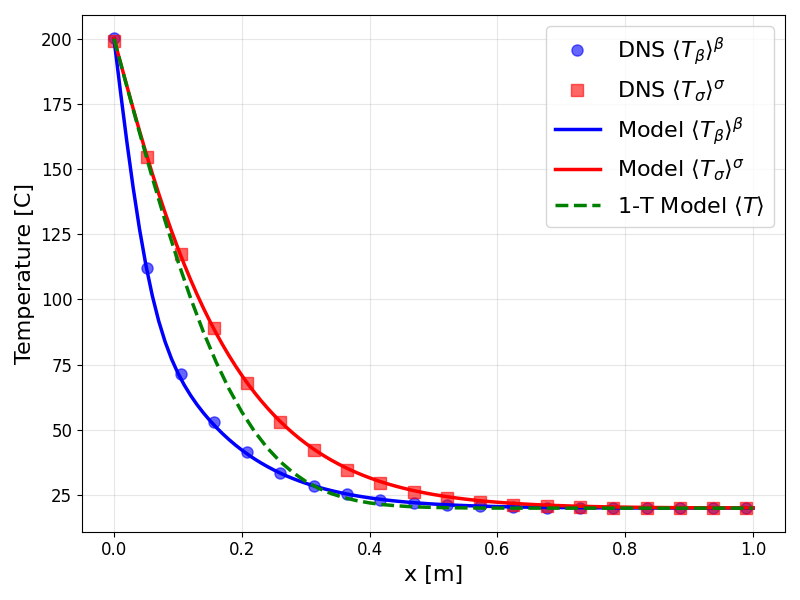 200
175
150
125
100
75
50
25
Temperature [C]
0.0 0.2 0.4 0.6 0.8 1.0
x [m]
DNS ⟨T_β⟩^β
DNS ⟨T_σ⟩^σ
Model ⟨T_β⟩^β
Model ⟨T_σ⟩^σ
1-T Model ⟨T⟩